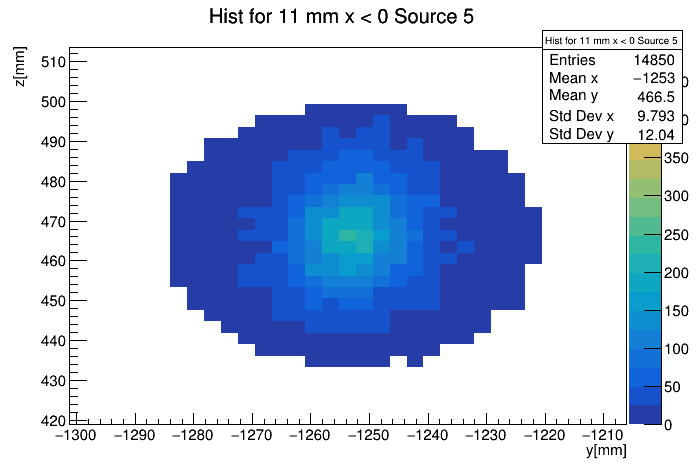 Hist for 11 mm x < 0 Source 5
z[mm]
Hist for 11 mm x < 0 Source 5
Entries 14850
Mean x −1253
Mean y 466.5
Std Dev x 9.793
Std Dev y 12.04
510
500
490
480
470
460
450
440
430
420
350
300
250
200
150
100
50
0
−1300 −1290 −1280 −1270 −1260 −1250 −1240 −1230 −1220 −1210
y[mm]